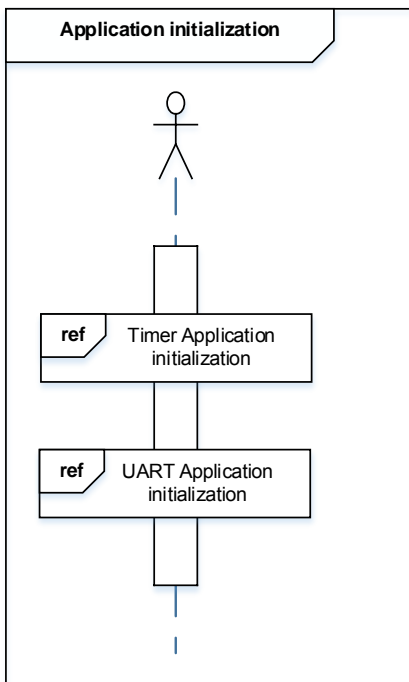 Application initialization
ref
Timer Application
initialization
ref
UART Application
initialization